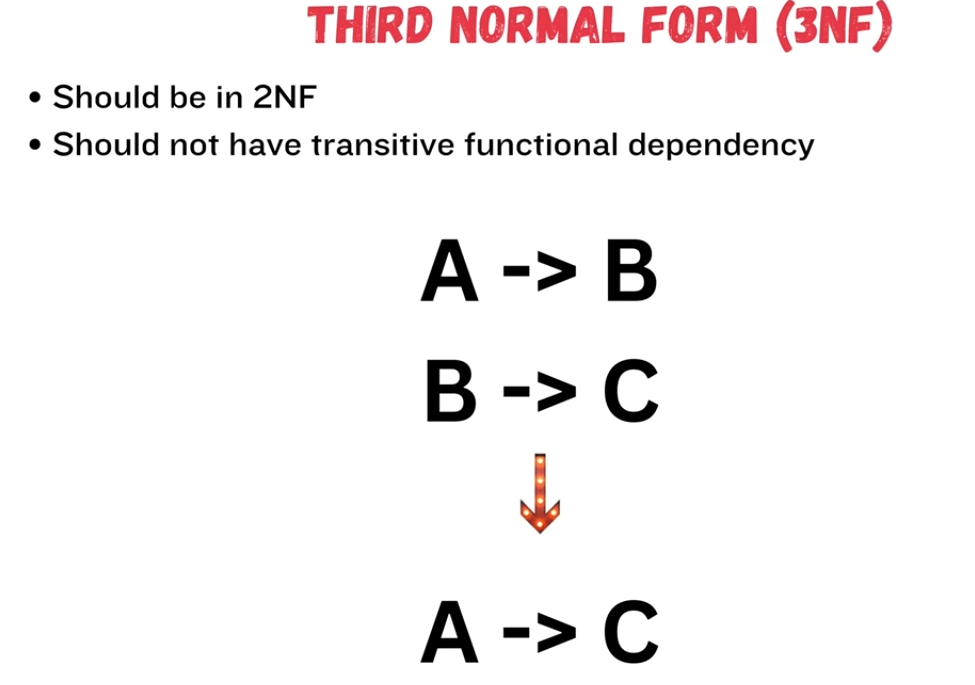 THIRD NORMAL FORM (3NF)
• Should be in 2NF
• Should not have transitive functional dependency
A -> B
B -> C
A -> C